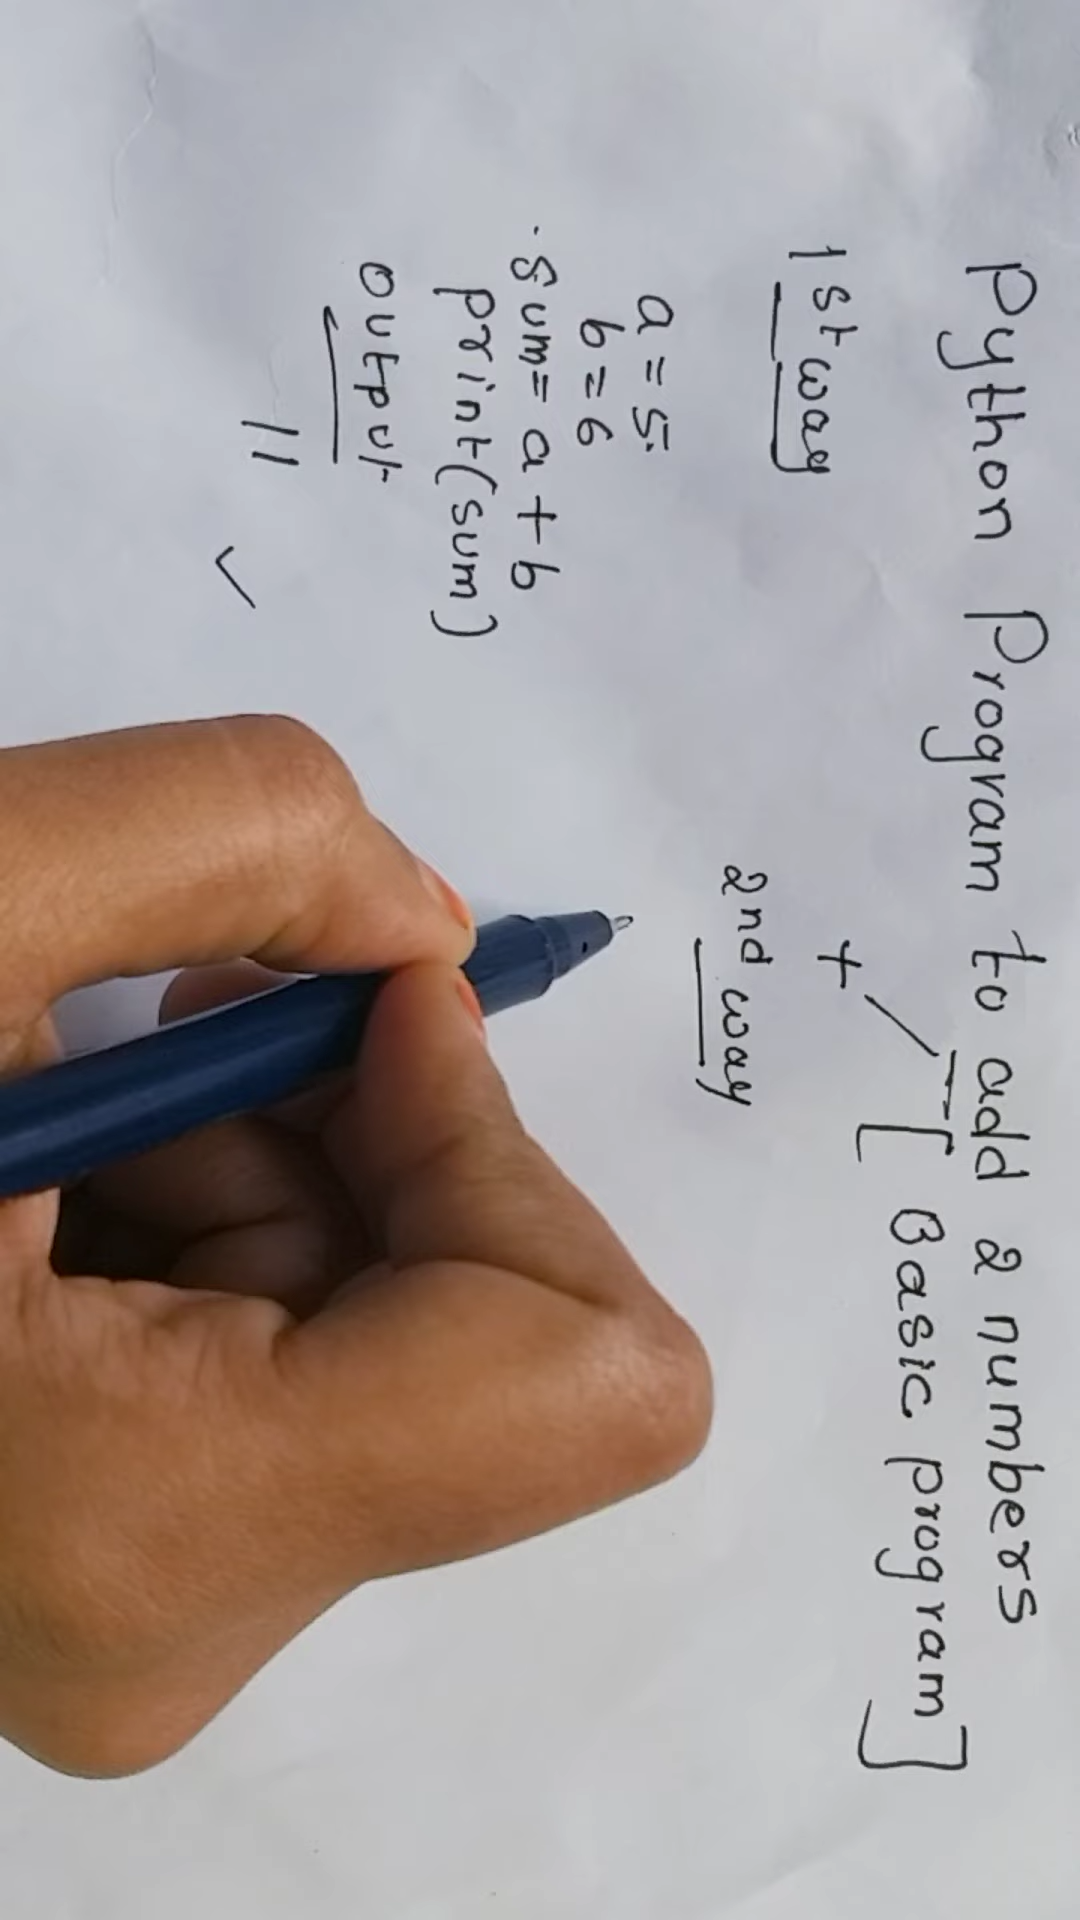 Python Program to add 2 numbers
+ [Basic program]
1st way
a = 5
b = 6
sum = a + b
print(sum)
output
11
2nd way